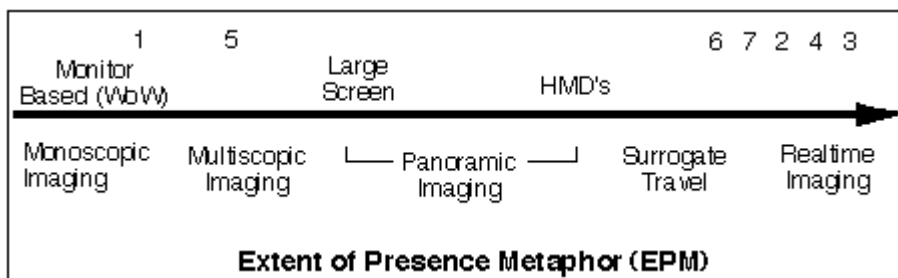 1 5 6 7 2 4 3
Monitor Large
Based (WoW) Screen HMD's
Monoscopic Multiscopic Panoramic Surrogate Realtime
Imaging Imaging Imaging Travel Imaging
Extent of Presence Metaphor (EPM)